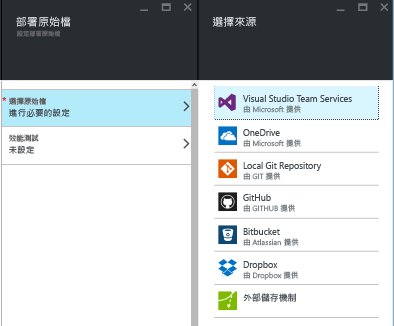 部署原始檔
設定部署原始檔
* 選擇原始檔
進行必要的設定
效能測試
未設定
選擇來源
Visual Studio Team Services
由 Microsoft 提供
OneDrive
由 Microsoft 提供
Local Git Repository
由 GIT 提供
GitHub
由 GITHUB 提供
Bitbucket
由 Atlassian 提供
Dropbox
由 Dropbox 提供
外部儲存機制